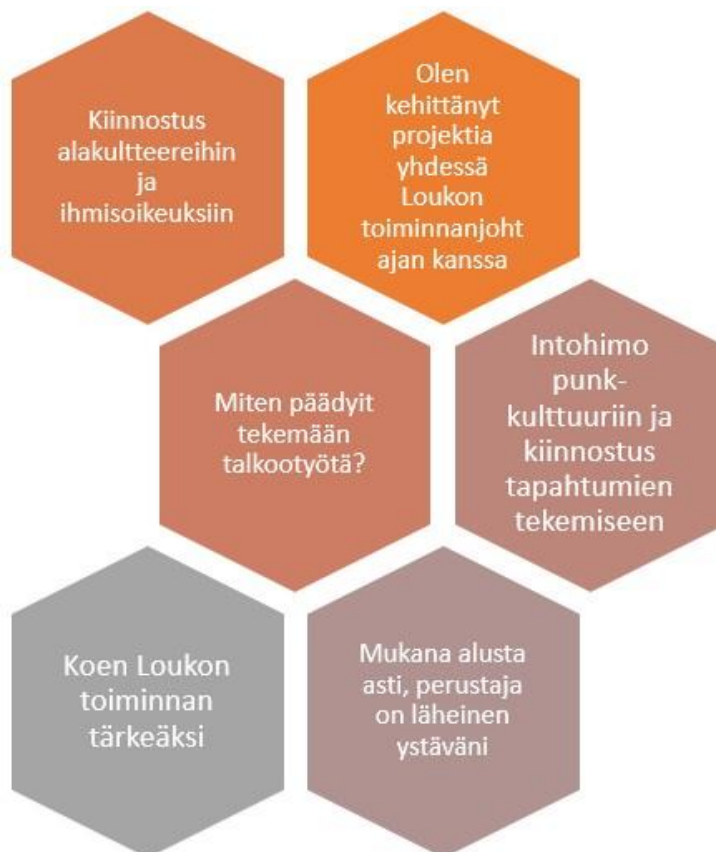 Kiinnostus
alakultteereihin
ja
ihmisoikeuksiin
Olen
kehittänyt
projektia
yhdessä
Loukon
toiminnanjoht
ajan kanssa
Miten päädyit
tekemään
talkootyötä?
Intohimo
punk-
kulttuuriin ja
kiinnostus
tapahtumien
tekemiseen
Koen Loukon
toiminnan
tärkeäksi
Mukana alusta
asti, perustaja
on läheinen
ystäväni